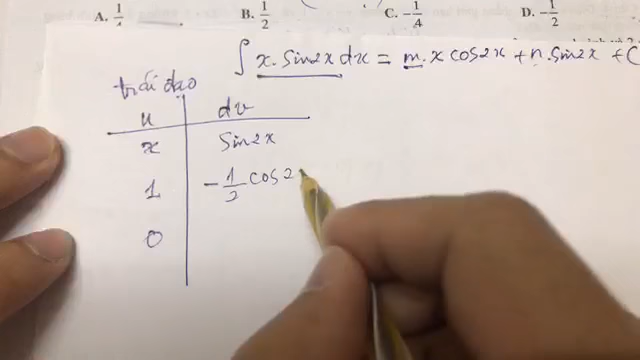 A. 1/4 B. 1/2 C. -1/4 D. -1/2
∫ x.Sin2x dx = m.x cos2x + n.Sin2x + C
trái đạo
u dv
x Sin2x
1 -1/2 cos2
0